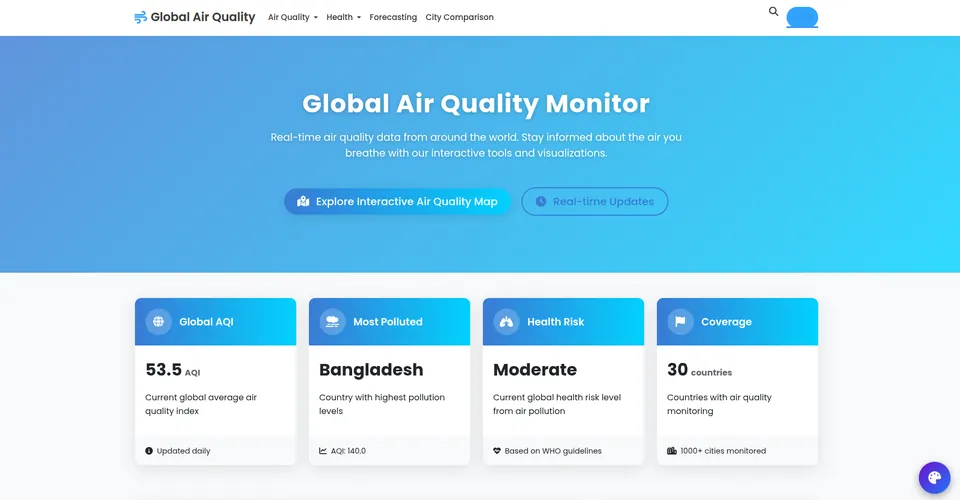 Global Air Quality
Air Quality
Health
Forecasting
City Comparison
Global Air Quality Monitor
Real-time air quality data from around the world. Stay informed about the air you
breathe with our interactive tools and visualizations.
Explore Interactive Air Quality Map
Real-time Updates
Global AQI
53.5 AQI
Current global average air
quality index
Updated daily
Most Polluted
Bangladesh
Country with highest pollution
levels
AQI: 140.0
Health Risk
Moderate
Current global health risk level
from air pollution
Based on WHO guidelines
Coverage
30 countries
Countries with air quality
monitoring
1000+ cities monitored